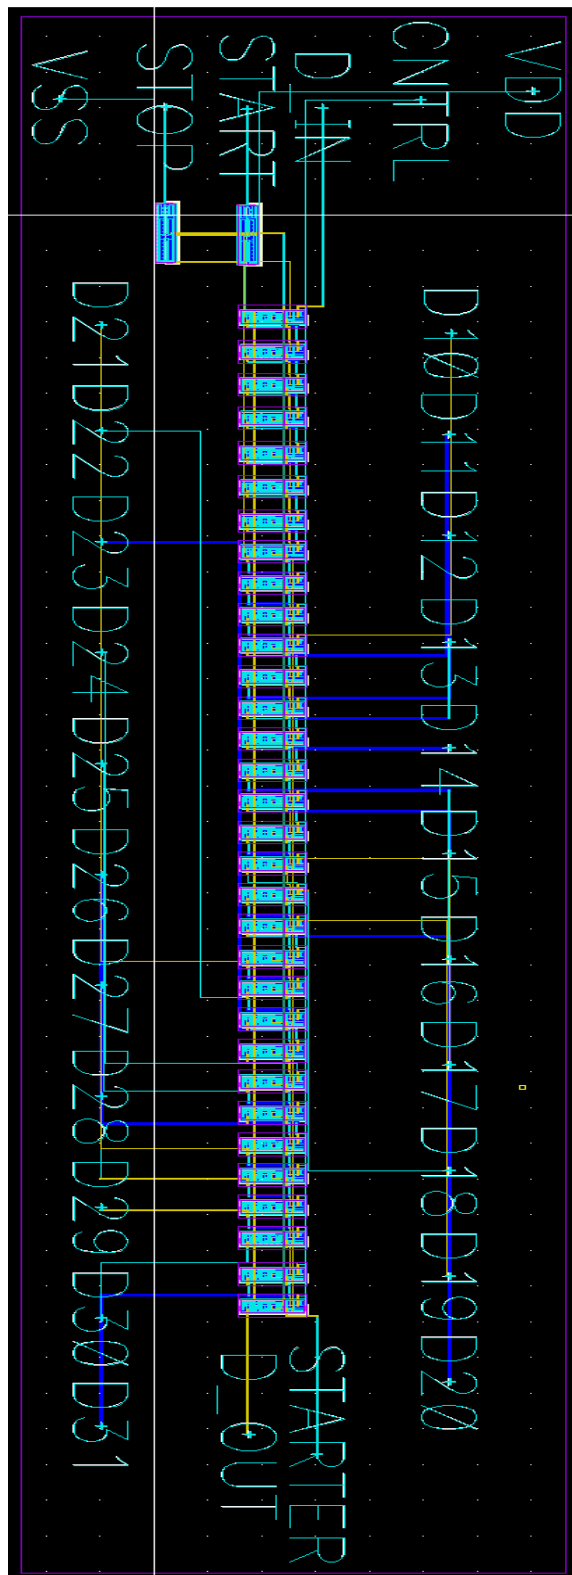 VSS
STOP
START
D_IN
CNTRL
VDD
D21
D22
D23
D24
D25
D26
D27
D28
D29
D30
D31
D10
D11
D12
D13
D14
D15
D16
D17
D18
D19
D20
D_OUT
STARTER